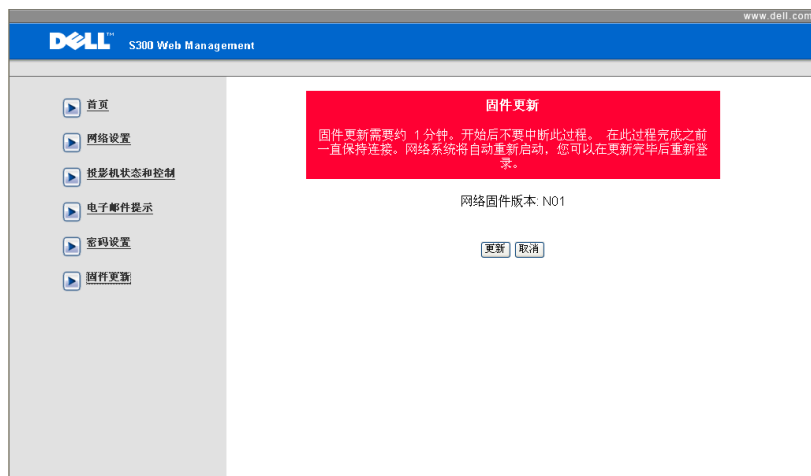 www.dell.com
DELL™ S300 Web Management
首页
网络设置
投影机状态和控制
电子邮件提示
密码设置
固件更新
固件更新
固件更新需要约 1分钟。开始后不要中断此过程。 在此过程完成之前
一直保持连接。网络系统将自动重新启动，您可以在更新完毕后重新登
录。
网络固件版本: N01
更新 取消